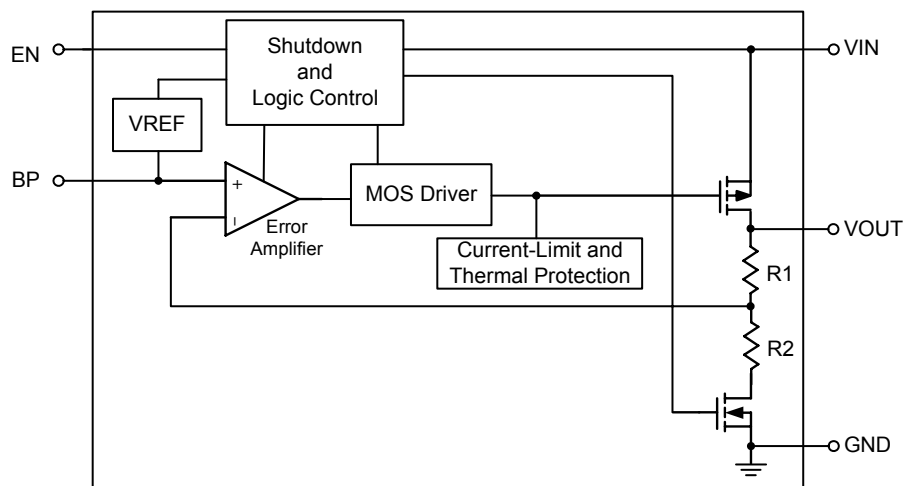 EN
Shutdown
and
Logic Control
VIN
VREF
BP
+
−
Error
Amplifier
MOS Driver
Current-Limit and
Thermal Protection
VOUT
R1
R2
GND